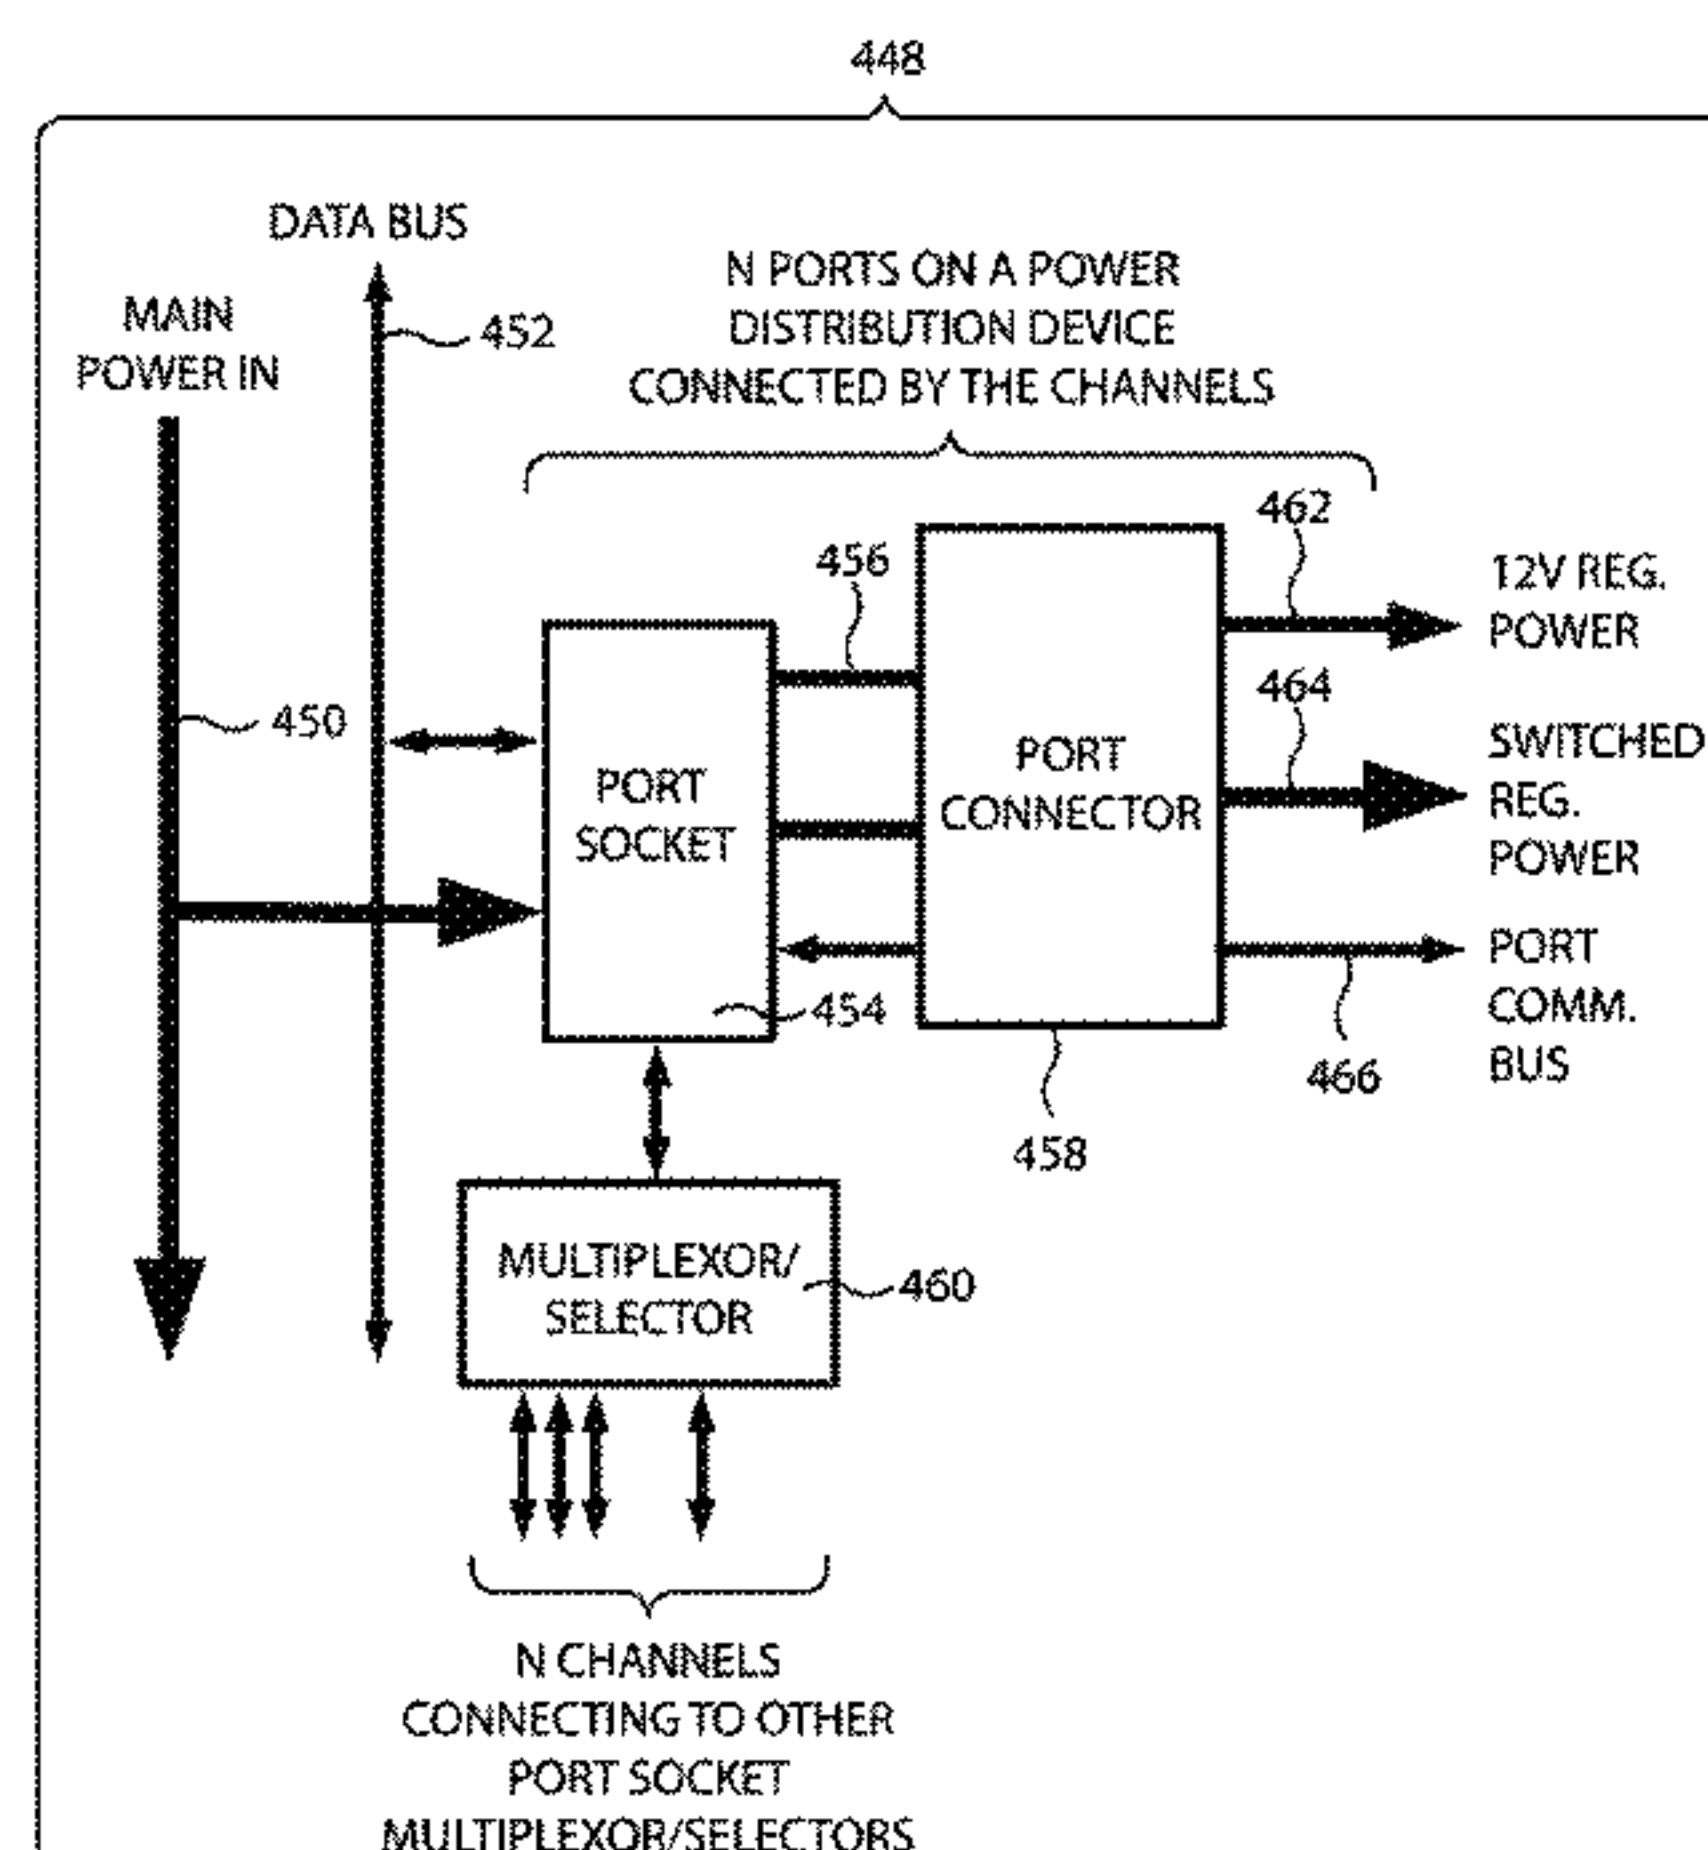 448
DATA BUS
MAIN
POWER IN
452
N PORTS ON A POWER
DISTRIBUTION DEVICE
CONNECTED BY THE CHANNELS
462
456
12V REG.
POWER
464
450
PORT
SOCKET
PORT
CONNECTOR
SWITCHED
REG.
POWER
454
PORT
COMM.
BUS
466
458
MULTIPLEXOR/
SELECTOR
460
N CHANNELS
CONNECTING TO OTHER
PORT SOCKET
MULTIPLEXOR/SELECTORS